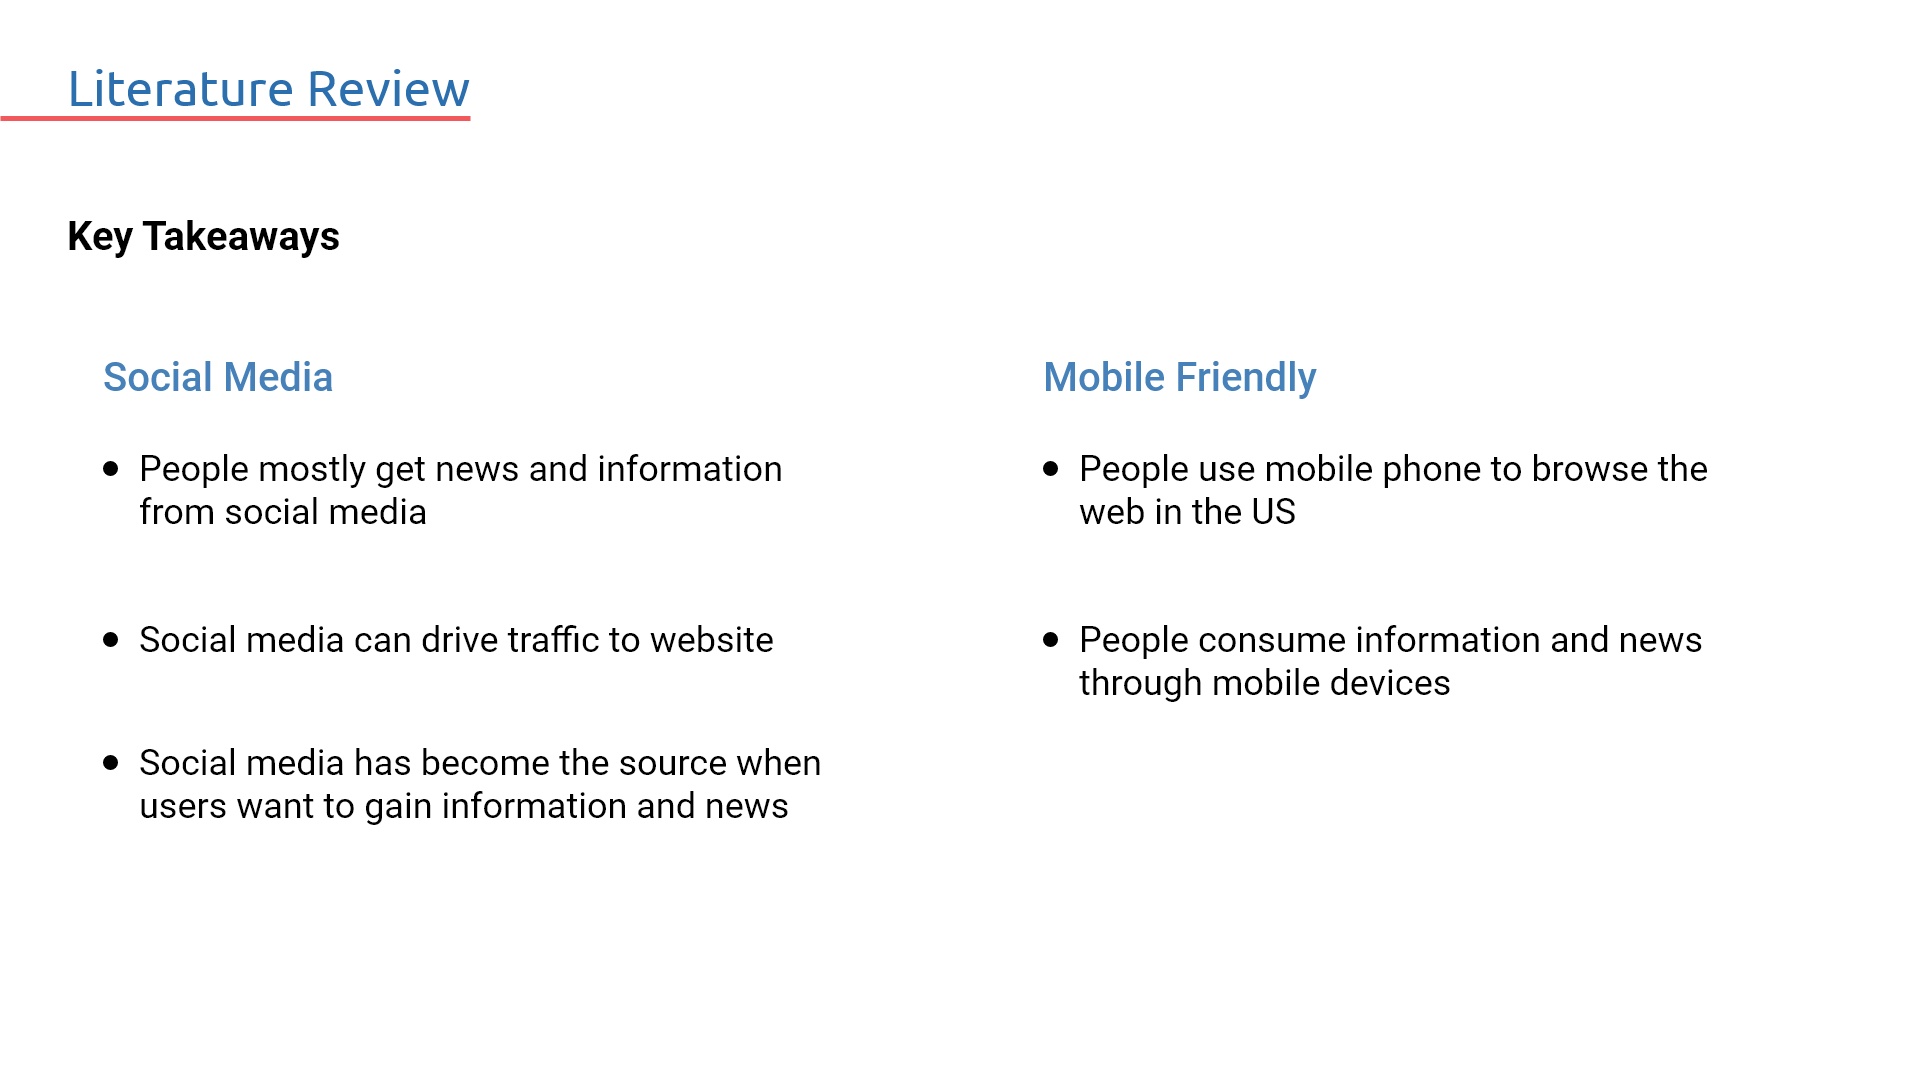 Literature Review
Key Takeaways
Social Media
• People mostly get news and information
from social media
• Social media can drive traffic to website
• Social media has become the source when
users want to gain information and news
Mobile Friendly
• People use mobile phone to browse the
web in the US
• People consume information and news
through mobile devices